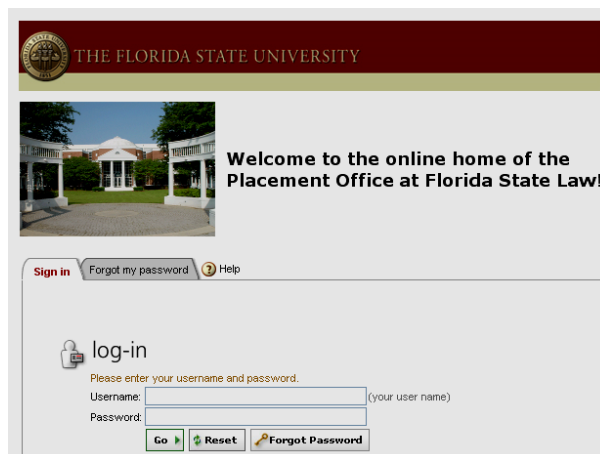 THE FLORIDA STATE UNIVERSITY
Welcome to the online home of the
Placement Office at Florida State Law!
Sign in
Forgot my password
? Help
log-in
Please enter your username and password.
Username: (your user name)
Password:
Go Reset Forgot Password